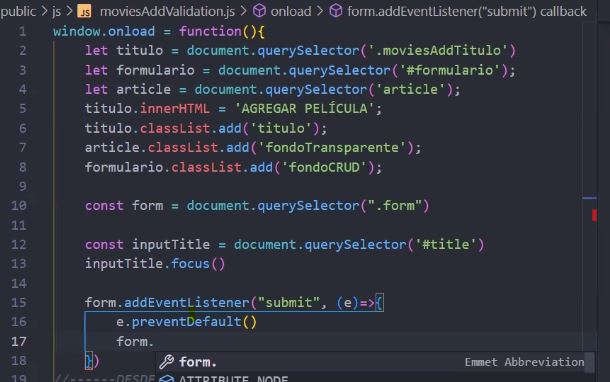 public > js > JS moviesAddValidation.js > onload > form.addEventListener("submit") callback
1 window.onload = function(){
2 let titulo = document.querySelector('.moviesAddTitulo')
3 let formulario = document.querySelector('#formulario');
4 let article = document.querySelector('article');
5 titulo.innerHTML = 'AGREGAR PELÍCULA';
6 titulo.classList.add('titulo');
7 article.classList.add('fondoTransparente');
8 formulario.classList.add('fondoCRUD');
9
10 const form = document.querySelector(".form")
11
12 const inputTitle = document.querySelector('#title')
13 inputTitle.focus()
14
15 form.addEventListener("submit", (e)=>{
16 e.preventDefault()
17 form.
18 }) form. Emmet Abbreviation
19 //------DESDE ATTRIBUTE_NODE